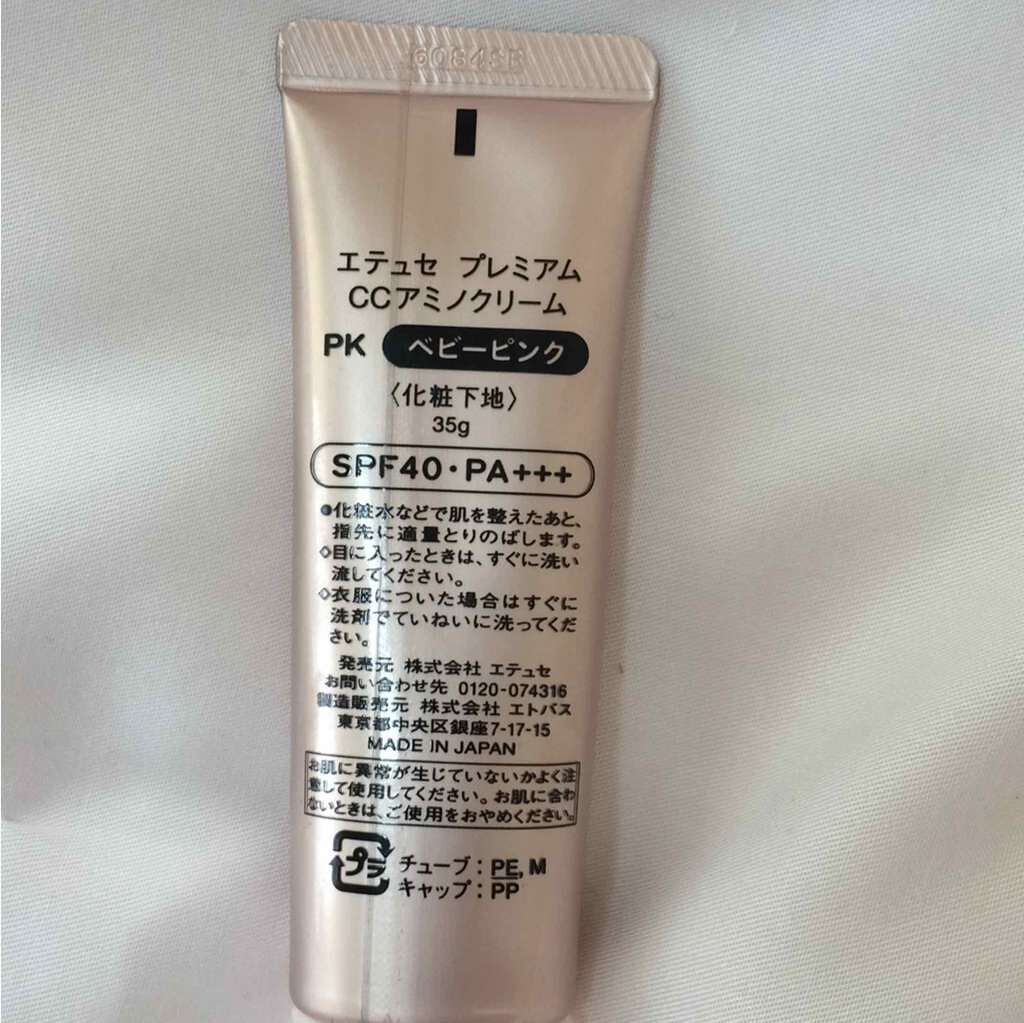 エテュセ プレミアム
CCアミノクリーム
PK ベビーピンク
〈化粧下地〉
35g
SPF40・PA+++
●化粧水などで肌を整えたあと、
指先に適量とりのばします。
◇目に入ったときは、すぐに洗い
流してください。
◇衣服についた場合はすぐに
洗剤でていねいに洗ってくだ
さい。
発売元 株式会社 エテュセ
お問い合わせ先 0120-074316
製造販売元 株式会社 エトバス
東京都中央区銀座7-17-15
MADE IN JAPAN
お肌に異常が生じていないかよく注
意して使用してください。お肌に合わ
ないときは、ご使用をおやめください。
プラ チューブ：PE, M
キャップ：PP